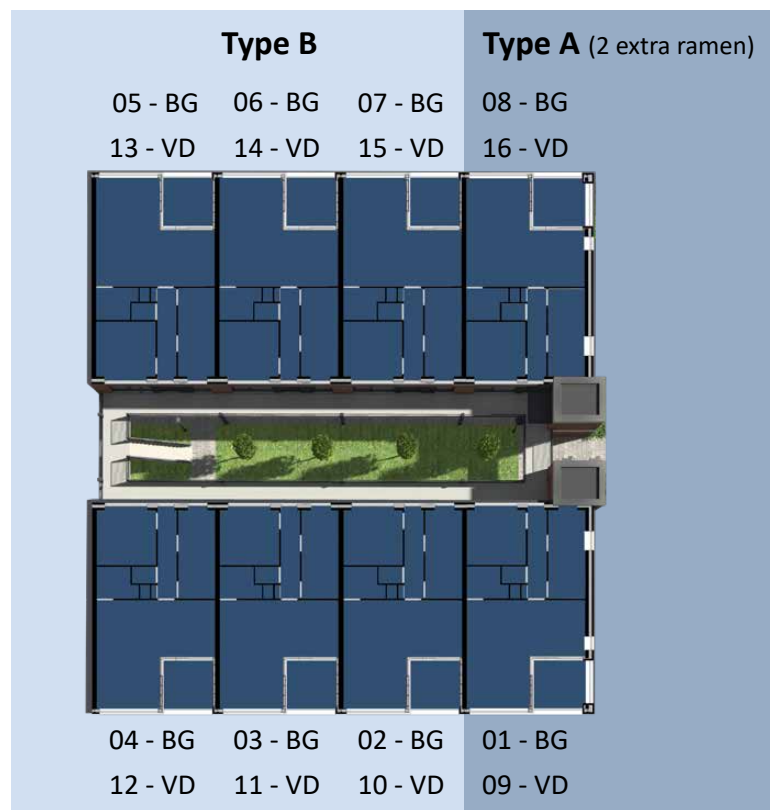 Type B Type A (2 extra ramen)
05 - BG 06 - BG 07 - BG 08 - BG
13 - VD 14 - VD 15 - VD 16 - VD
04 - BG 03 - BG 02 - BG 01 - BG
12 - VD 11 - VD 10 - VD 09 - VD